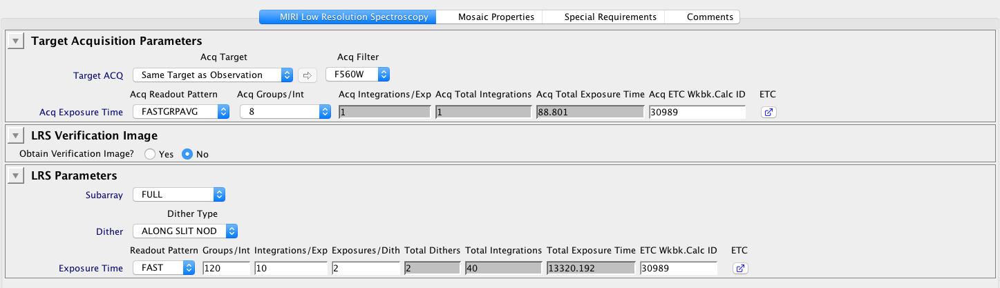 MIRI Low Resolution Spectroscopy Mosaic Properties Special Requirements Comments
Target Acquisition Parameters
Acq Target Acq Filter
Target ACQ Same Target as Observation F560W
Acq Readout Pattern Acq Groups/Int Acq Integrations/Exp Acq Total Integrations Acq Total Exposure Time Acq ETC Wkbk.Calc ID ETC
Acq Exposure Time FASTGRPAVG 8 1 1 88.801 30989
LRS Verification Image
Obtain Verification Image? Yes No
LRS Parameters
Subarray FULL
Dither Type
Dither ALONG SLIT NOD
Readout Pattern Groups/Int Integrations/Exp Exposures/Dith Total Dithers Total Integrations Total Exposure Time ETC Wkbk.Calc ID ETC
Exposure Time FAST 120 10 2 2 40 13320.192 30989